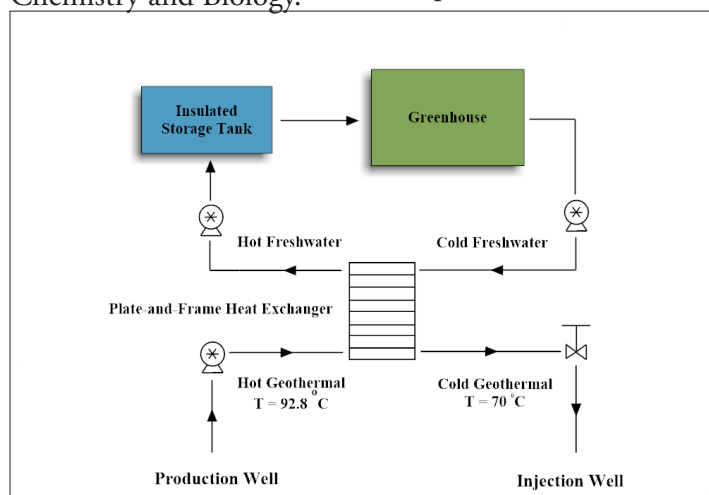 Chemistry and Biology.
Insulated
Storage Tank
Greenhouse
Hot Freshwater
Cold Freshwater
Plate-and-Frame Heat Exchanger
Hot Geothermal
T = 92.8 °C
Cold Geothermal
T = 70 °C
Production Well
Injection Well